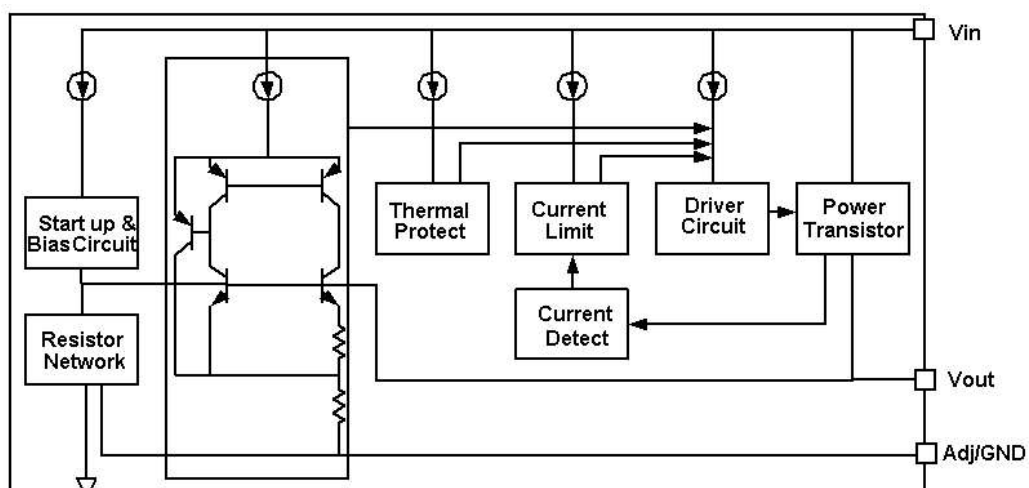 Vin
Start up &
Bias Circuit
Thermal
Protect
Current
Limit
Driver
Circuit
Power
Transistor
Resistor
Network
Current
Detect
Vout
Adj/GND